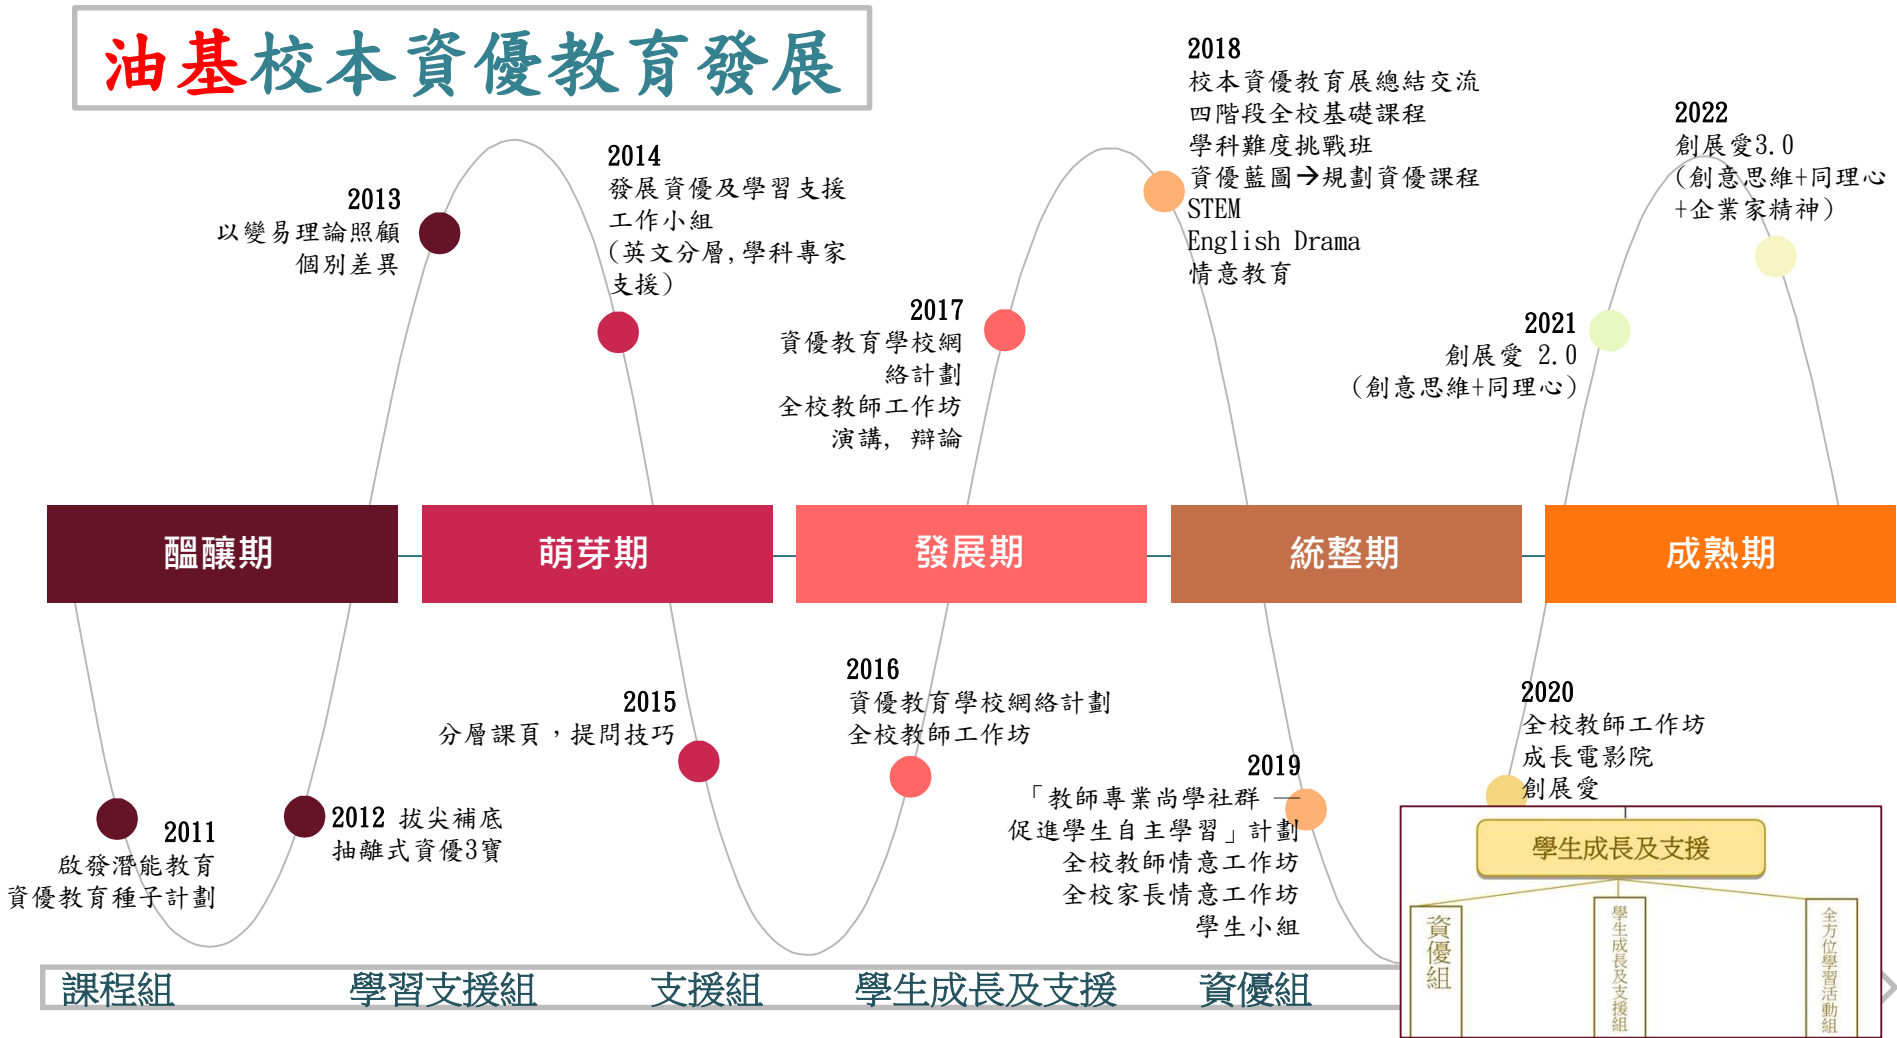 油基校本資優教育發展
2011
啟發潛能教育
資優教育種子計劃
2012 拔尖補底
抽離式資優3寶
2013
以變易理論照顧
個別差異
2014
發展資優及學習支援
工作小組
(英文分層,學科專家
支援)
2015
分層課頁，提問技巧
2016
資優教育學校網絡計劃
全校教師工作坊
2017
資優教育學校網
絡計劃
全校教師工作坊
演講, 辯論
2018
校本資優教育展總結交流
四階段全校基礎課程
學科難度挑戰班
資優藍圖→規劃資優課程
STEM
English Drama
情意教育
2019
「教師專業尚學社群 —
促進學生自主學習」計劃
全校教師情意工作坊
全校家長情意工作坊
學生小組
2020
全校教師工作坊
成長電影院
創展愛
2021
創展愛 2.0
(創意思維+同理心)
2022
創展愛3.0
(創意思維+同理心
+企業家精神)
醞釀期
萌芽期
發展期
統整期
成熟期
課程組
學習支援組
支援組
學生成長及支援
資優組
學生成長及支援
資優組
學生成長及支援組
全方位學習活動組